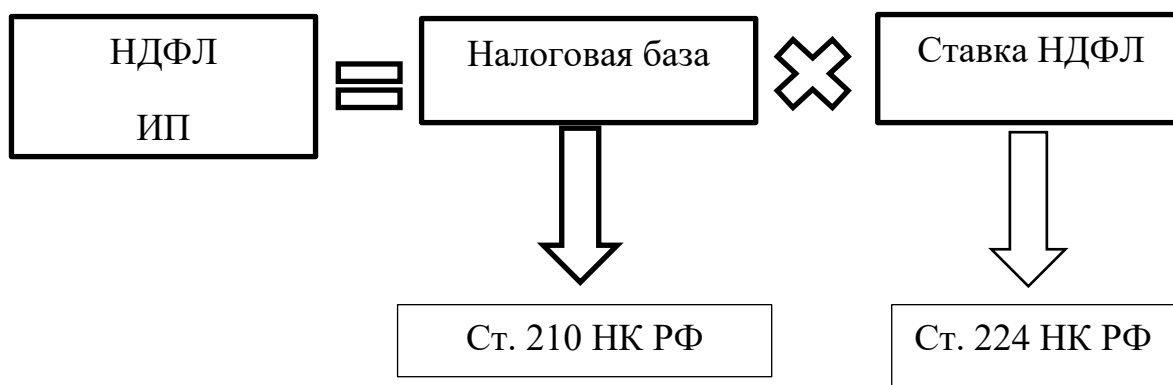 НДФЛ
ИП
Налоговая база
Ставка НДФЛ
Ст. 210 НК РФ
Ст. 224 НК РФ